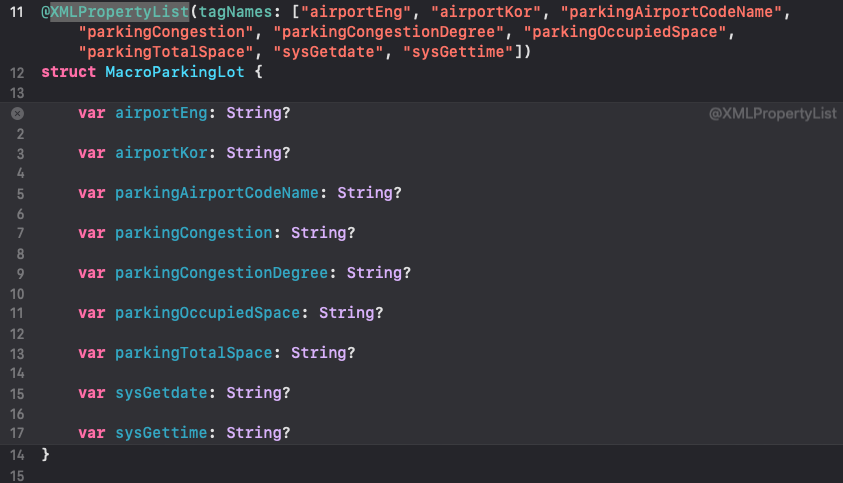 11 @XMLPropertyList(tagNames: ["airportEng", "airportKor", "parkingAirportCodeName",
"parkingCongestion", "parkingCongestionDegree", "parkingOccupiedSpace",
"parkingTotalSpace", "sysGetdate", "sysGettime"])
12 struct MacroParkingLot {
13
var airportEng: String? @XMLPropertyList
2
3 var airportKor: String?
4
5 var parkingAirportCodeName: String?
6
7 var parkingCongestion: String?
8
9 var parkingCongestionDegree: String?
10
11 var parkingOccupiedSpace: String?
12
13 var parkingTotalSpace: String?
14
15 var sysGetdate: String?
16
17 var sysGettime: String?
14 }
15